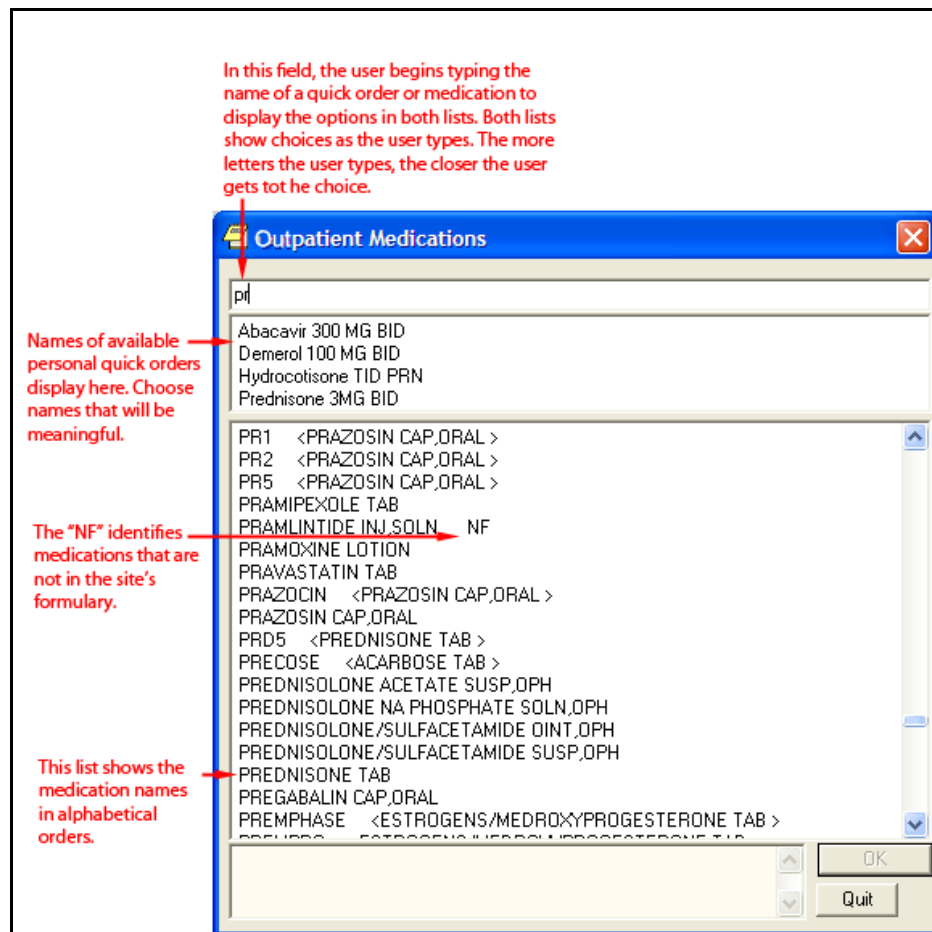 In this field, the user begins typing the
name of a quick order or medication to
display the options in both lists. Both lists
show choices as the user types. The more
letters the user types, the closer the user
gets tot he choice.
Outpatient Medications
pr
Names of available
personal quick orders
display here. Choose
names that will be
meaningful.
Abacavir 300 MG BID
Demerol 100 MG BID
Hydrocotisone TID PRN
Prednisone 3MG BID
PR1 <PRAZOSIN CAP,ORAL >
PR2 <PRAZOSIN CAP,ORAL >
PR5 <PRAZOSIN CAP,ORAL >
PRAMIPEXOLE TAB
PRAMLINTIDE INJ,SOLN NF
PRAMOXINE LOTION
PRAVASTATIN TAB
PRAZOCIN <PRAZOSIN CAP,ORAL >
PRAZOSIN CAP,ORAL
PRD5 <PREDNISONE TAB >
PRECOSE <ACARBOSE TAB >
PREDNISOLONE ACETATE SUSP,OPH
PREDNISOLONE NA PHOSPHATE SOLN,OPH
PREDNISOLONE/SULFACETAMIDE OINT,OPH
PREDNISOLONE/SULFACETAMIDE SUSP,OPH
PREDNISONE TAB
PREGABALIN CAP,ORAL
PREMPHASE <ESTROGENS/MEDROXYPROGESTERONE TAB >
The "NF" identifies
medications that are
not in the site's
formulary.
This list shows the
medication names
in alphabetical
orders.
OK
Quit